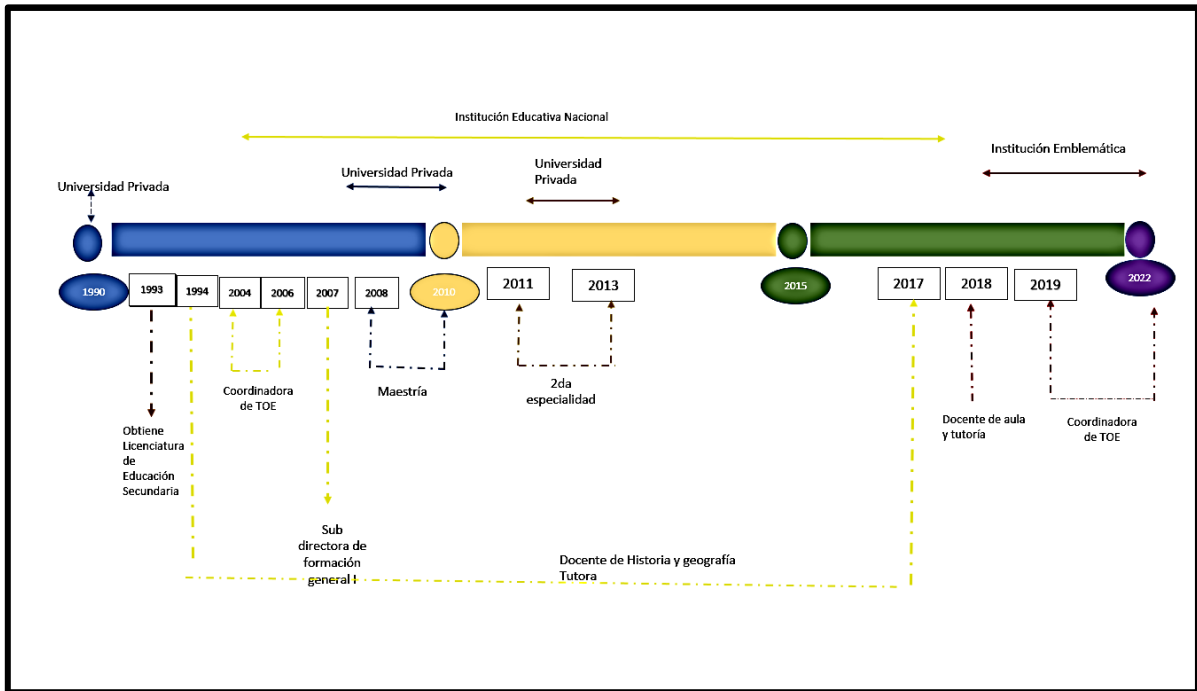 Institución Educativa Nacional
Institución Emblemática
Universidad
Privada
Universidad Privada
Universidad Privada
1990
1993
1994
2004
2006
2007
2008
2010
2011
2013
2015
2017
2018
2019
2022
Coordinadora
de TOE
Maestría
2da
especialidad
Docente de aula
y tutoría
Coordinadora
de TOE
Obtiene
Licenciatura
de
Educación
Secundaria
Sub
directora de
formación
general I
Docente de Historia y geografía
Tutora